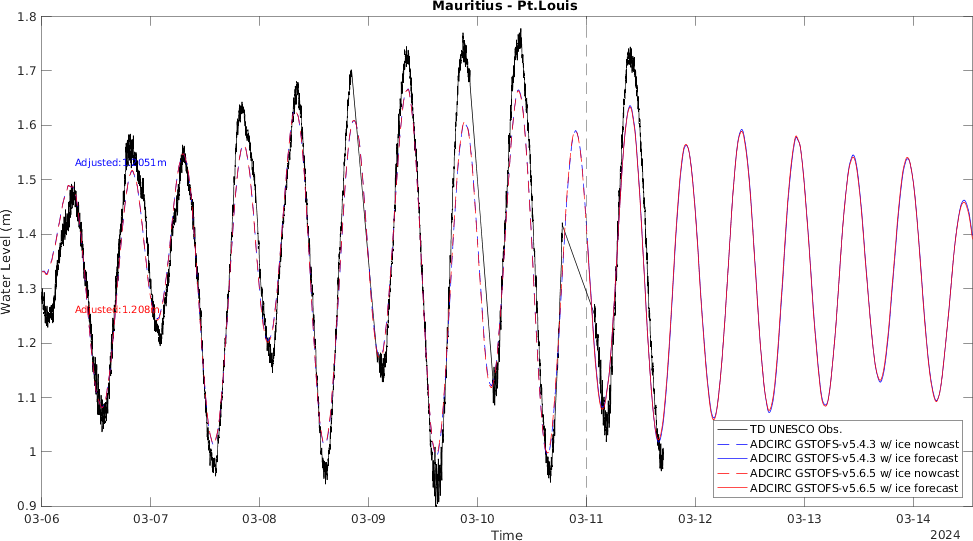 Mauritius - Pt.Louis
Water Level (m)
1.8
1.7
1.6
1.5
1.4
1.3
1.2
1.1
1
0.9
Adjusted:
051m
Adjusted:1.208m
TD UNESCO Obs.
ADCIRC GSTOFS-v5.4.3 w/ ice nowcast
ADCIRC GSTOFS-v5.4.3 w/ ice forecast
ADCIRC GSTOFS-v5.6.5 w/ ice nowcast
ADCIRC GSTOFS-v5.6.5 w/ ice forecast
03-06 03-07 03-08 03-09 03-10 03-11 03-12 03-13 03-14
Time
2024